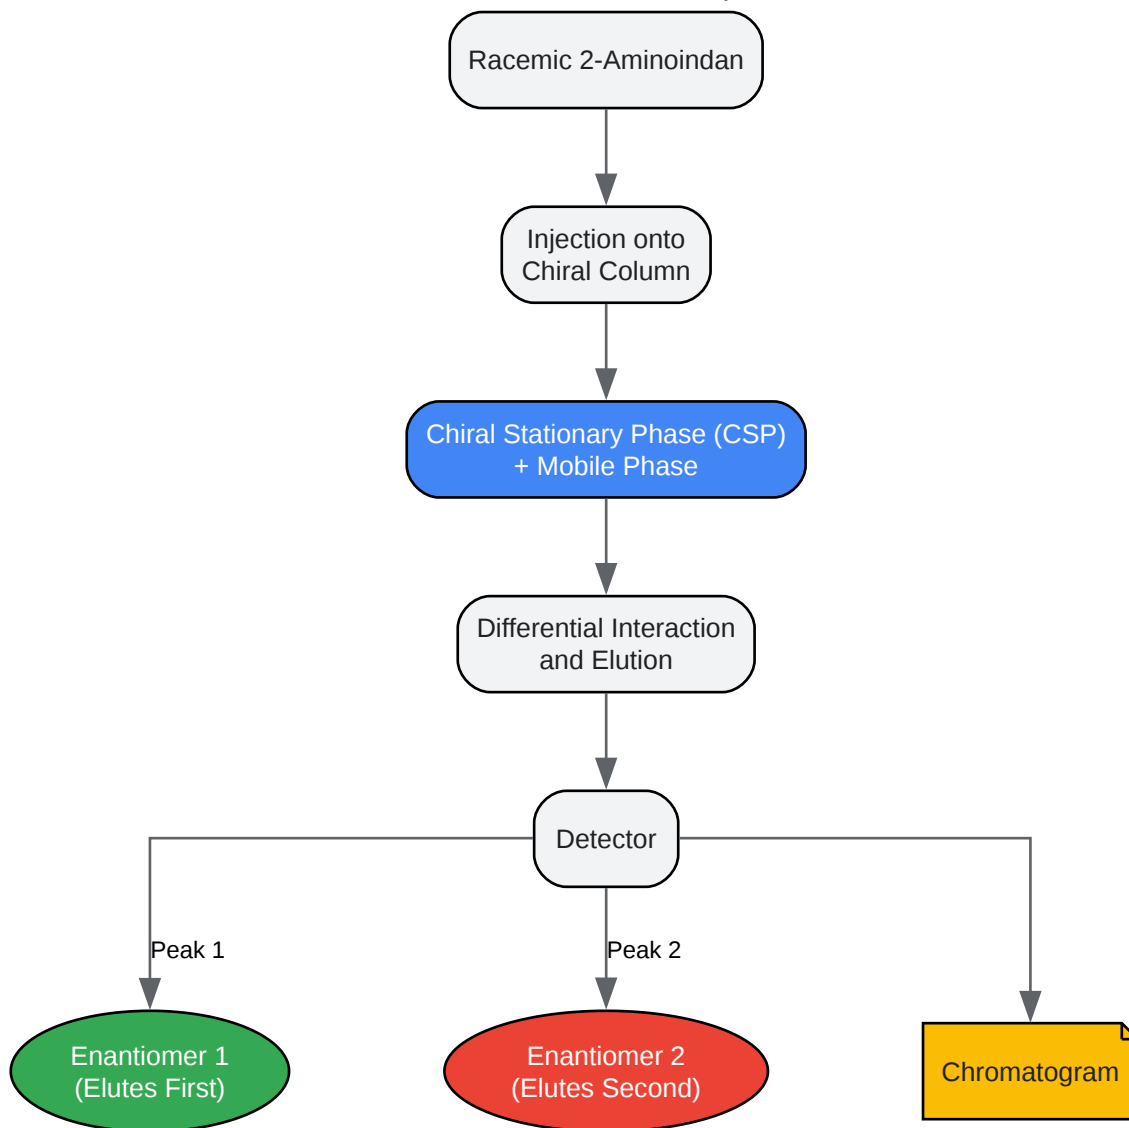 Racemic 2-Aminoindan
Injection onto
Chiral Column
Chiral Stationary Phase (CSP)
+ Mobile Phase
Differential Interaction
and Elution
Detector
Peak 1
Peak 2
Enantiomer 1
(Elutes First)
Enantiomer 2
(Elutes Second)
Chromatogram